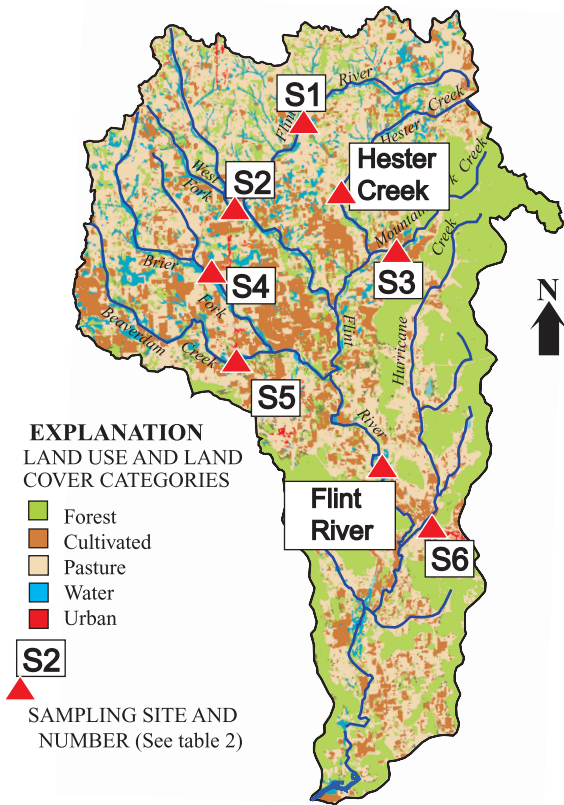 S1
River
Flint
Hester Creek
Hester
Creek
West
Fork
S2
Mountain
k Creek
Creek
S3
Brier
Fork
S4
Flint
Hurricane
N
Beaverdam
Creek
S5
River
EXPLANATION
LAND USE AND LAND
COVER CATEGORIES
Forest
Cultivated
Pasture
Water
Urban
Flint
River
S6
S2
SAMPLING SITE AND
NUMBER (See table 2)